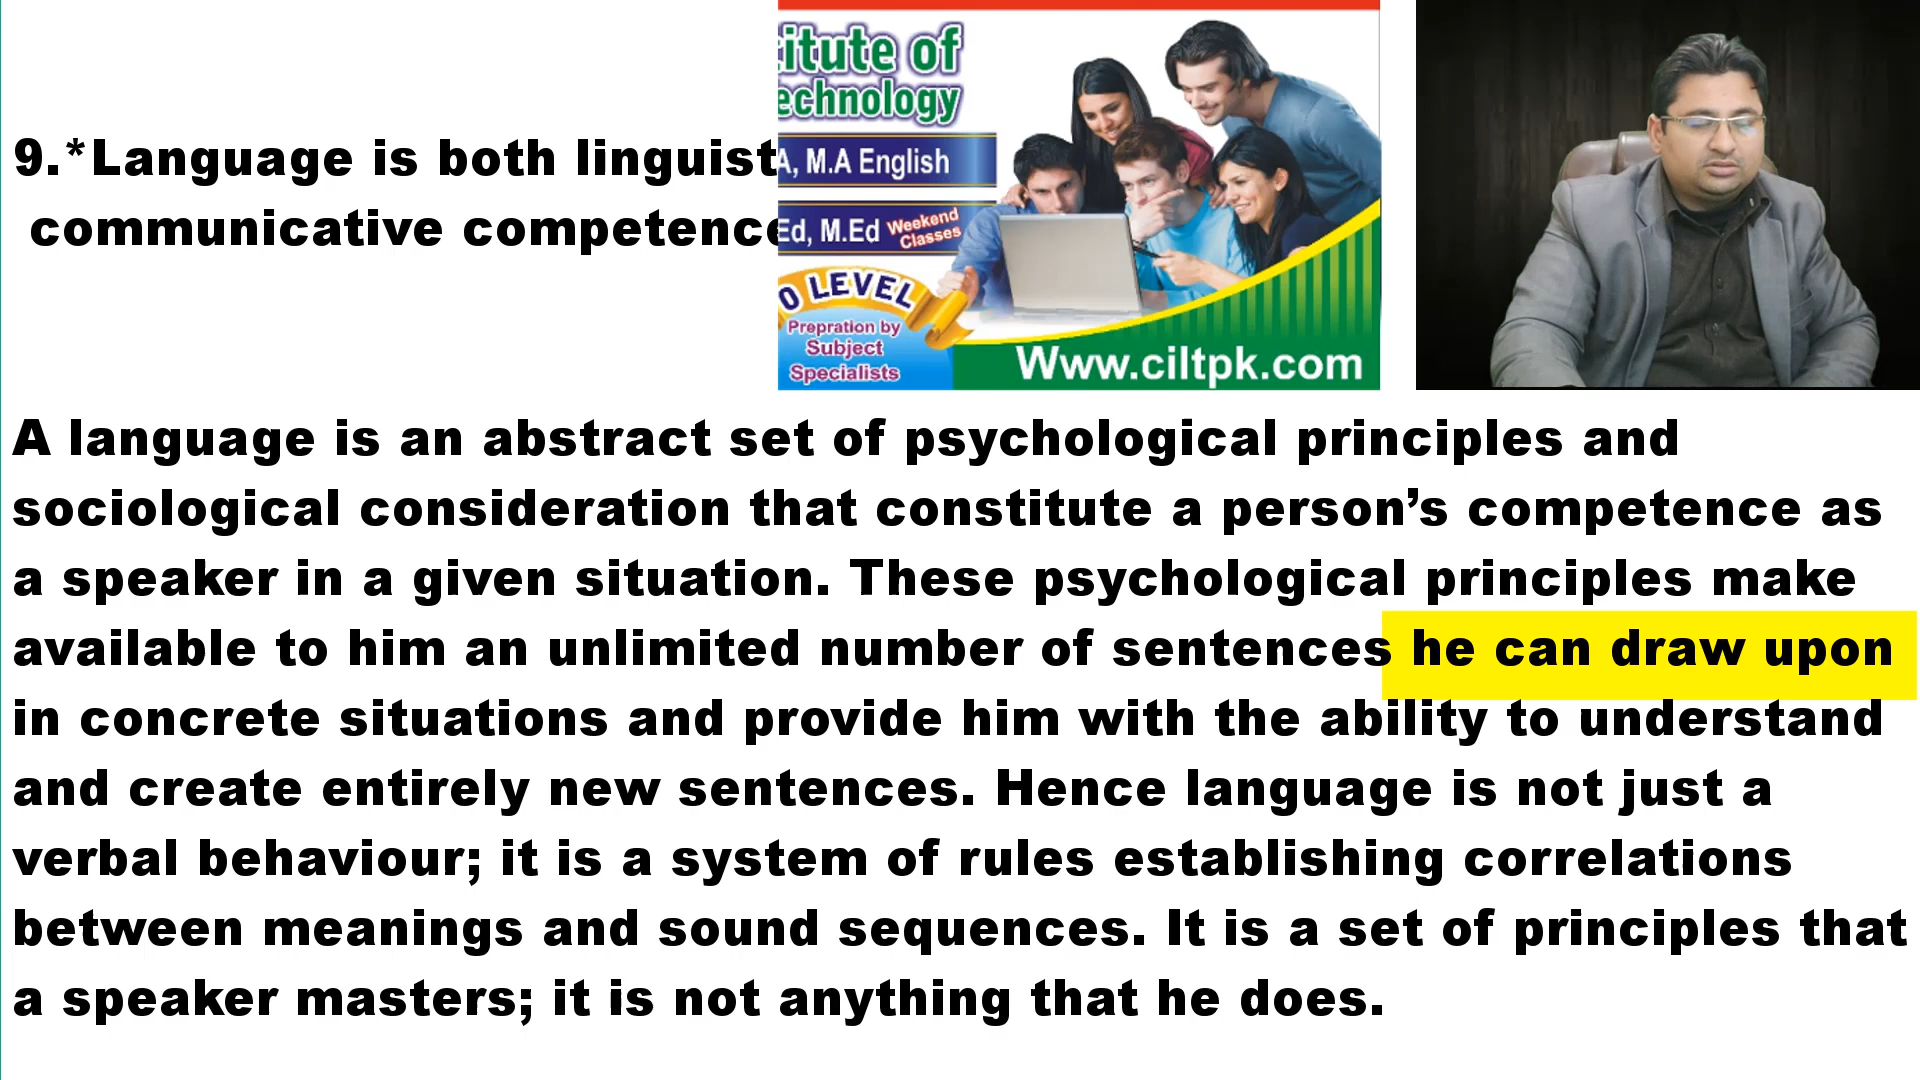 9.*Language is both linguist
communicative competence
itute of
echnology
A, M.A English
Ed, M.Ed Weekend Classes
O LEVEL
Prepration by
Subject
Specialists
Www.ciltpk.com
A language is an abstract set of psychological principles and
sociological consideration that constitute a person’s competence as
a speaker in a given situation. These psychological principles make
available to him an unlimited number of sentences he can draw upon
in concrete situations and provide him with the ability to understand
and create entirely new sentences. Hence language is not just a
verbal behaviour; it is a system of rules establishing correlations
between meanings and sound sequences. It is a set of principles that
a speaker masters; it is not anything that he does.